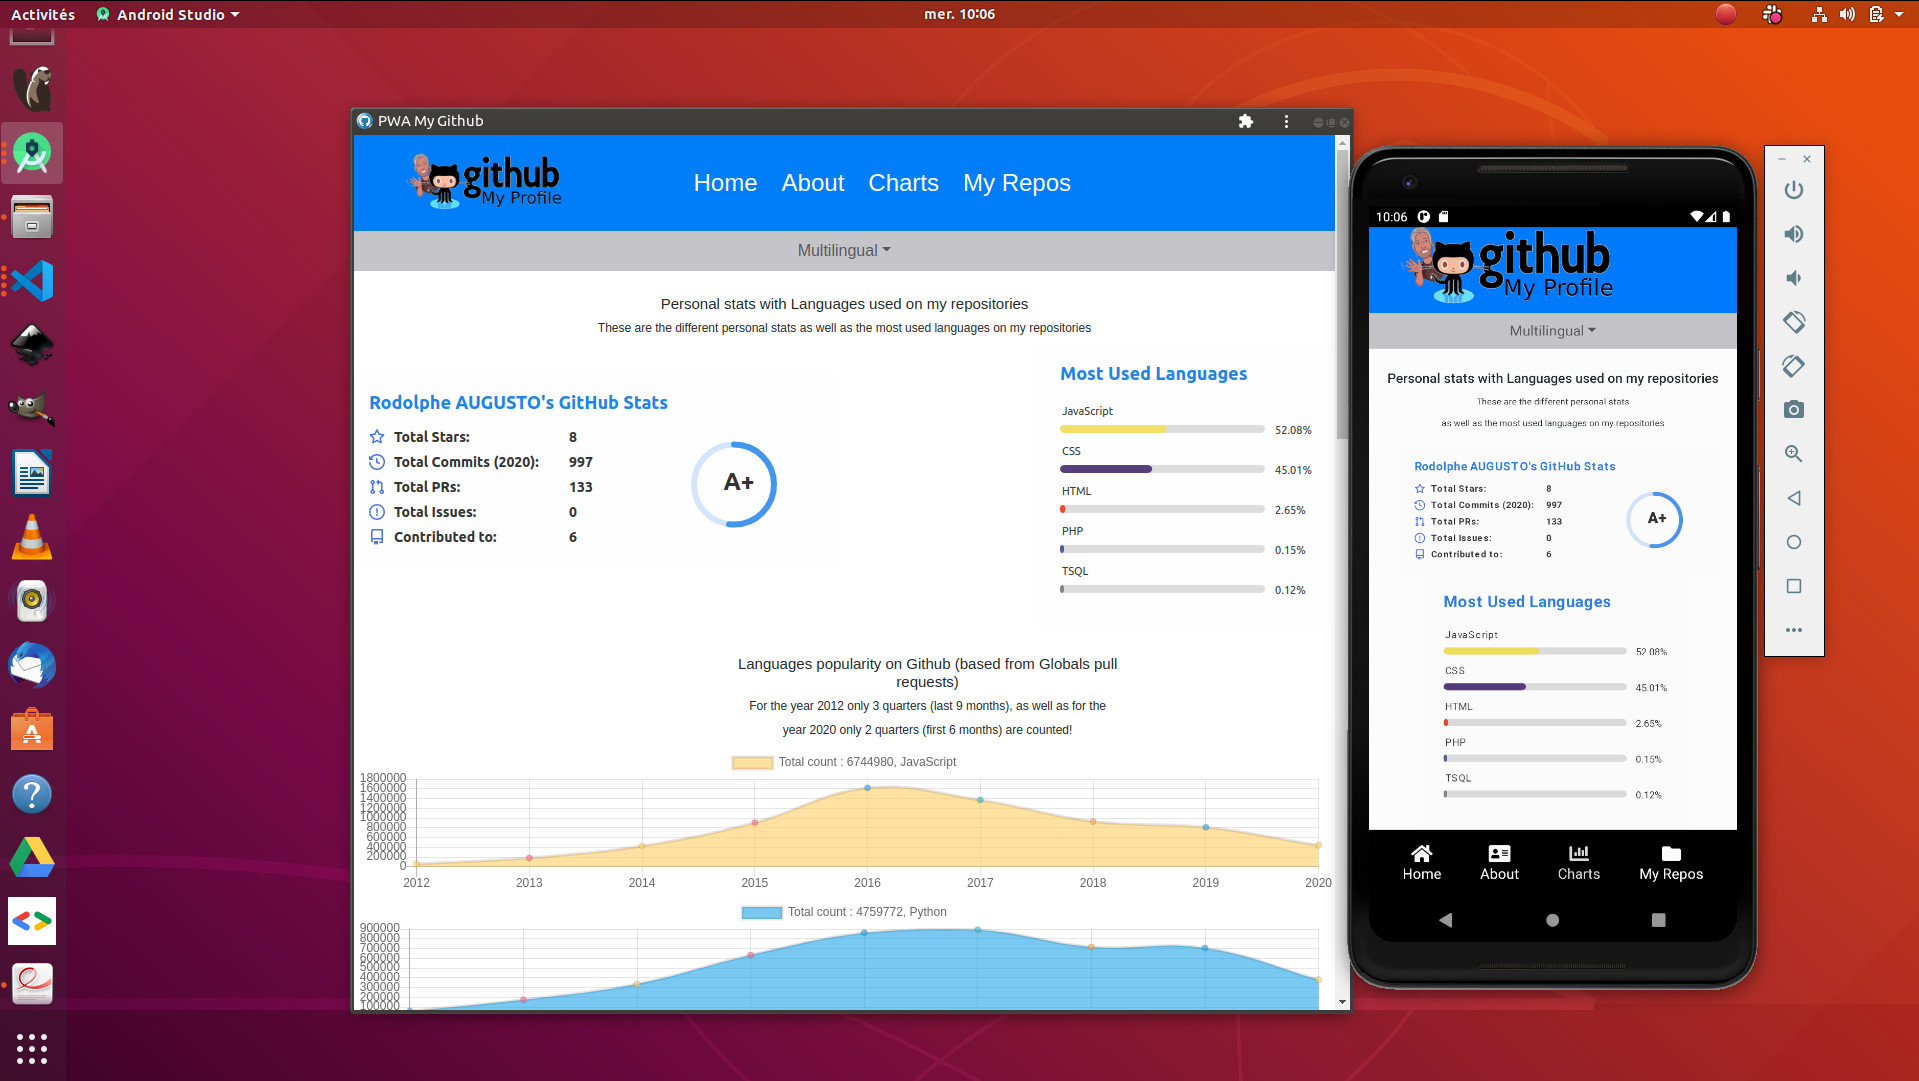 Activités
Android Studio
mer. 10:06
PWA My Github
github
My Profile
Home
About
Charts
My Repos
Multilingual
Personal stats with Languages used on my repositories
These are the different personal stats as well as the most used languages on my repositories
Rodolphe AUGUSTO's GitHub Stats
Total Stars: 8
Total Commits (2020): 997
Total PRs: 133
Total Issues: 0
Contributed to: 6
A+
Most Used Languages
JavaScript
52.08%
CSS
45.01%
HTML
2.65%
PHP
0.15%
TSQL
0.12%
Languages popularity on Github (based from Globals pull
requests)
For the year 2012 only 3 quarters (last 9 months), as well as for the
year 2020 only 2 quarters (first 6 months) are counted!
Total count : 6744980, JavaScript
1800000
1600000
1400000
1200000
1000000
800000
600000
400000
200000
0
2012 2013 2014 2015 2016 2017 2018 2019 2020
Total count : 4759772, Python
900000
800000
700000
600000
500000
400000
300000
200000
100000
10:06
github
My Profile
Multilingual
Personal stats with Languages used on my repositories
These are the different personal stats
as well as the most used languages on my repositories
Rodolphe AUGUSTO's GitHub Stats
Total Stars: 8
Total Commits (2020): 997
Total PRs: 133
Total Issues: 0
Contributed to: 6
A+
Most Used Languages
JavaScript
52.08%
CSS
45.01%
HTML
2.65%
PHP
0.15%
TSQL
0.12%
Home
About
Charts
My Repos